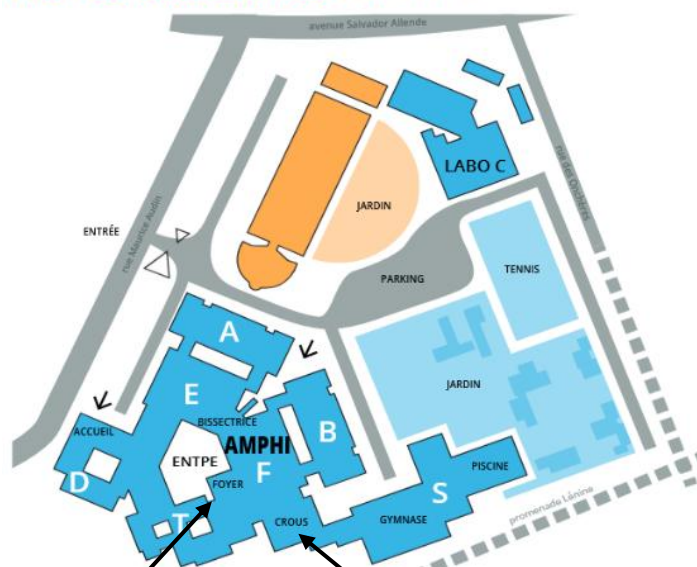 avenue Salvador Allende
LABO C
rue des Ouchères
JARDIN
ENTRÉE
rue Maurice Audin
PARKING
TENNIS
A
E
JARDIN
BISSECTRICE
ACCUEIL
AMPHI
B
ENTPE
F
PISCINE
D
FOYER
S
T
CROUS
GYMNASE
promenade Lénine